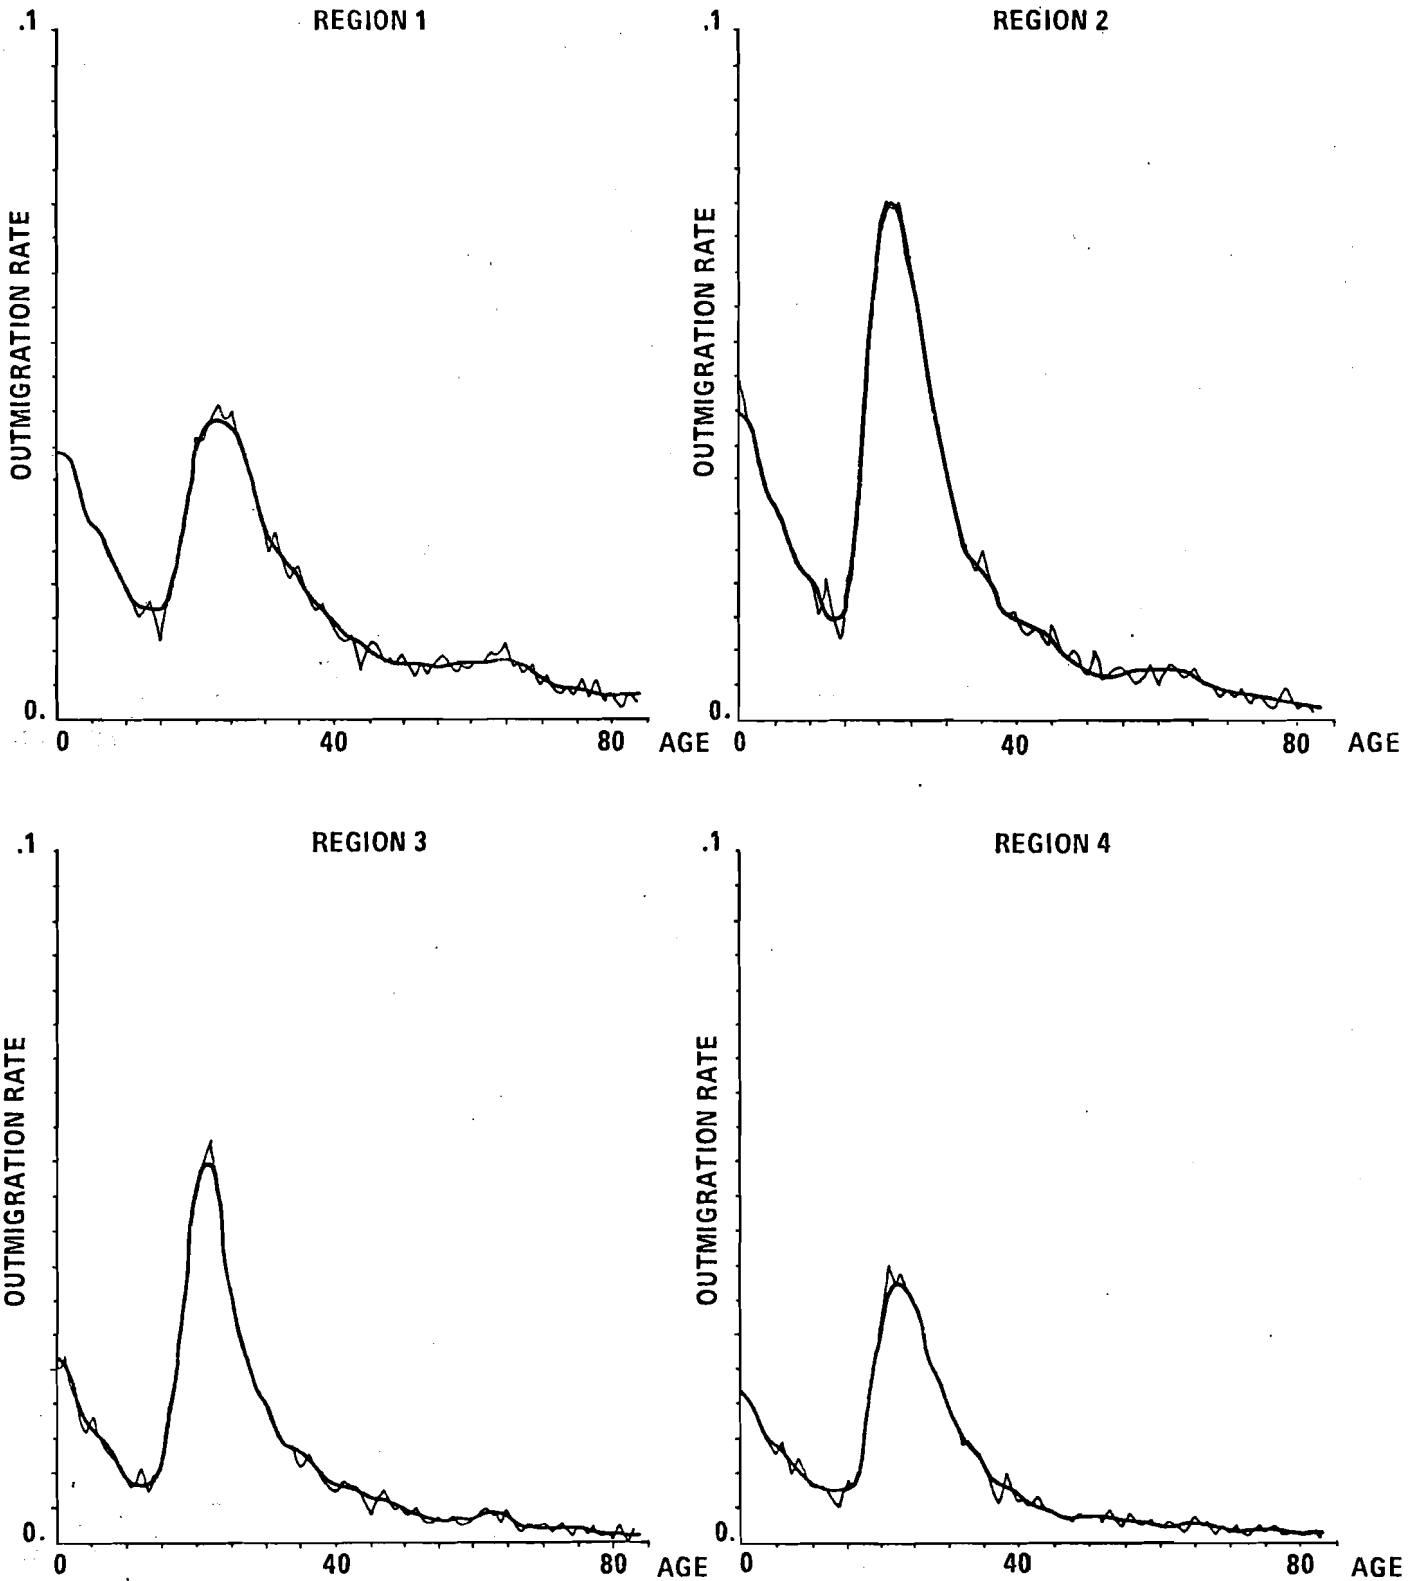 REGION 1
.1
OUTMIGRATION RATE
0.
0 40 80 AGE
REGION 2
.1
OUTMIGRATION RATE
0.
0 40 80 AGE
REGION 3
.1
OUTMIGRATION RATE
0.
0 40 80 AGE
REGION 4
.1
OUTMIGRATION RATE
0.
0 40 80 AGE